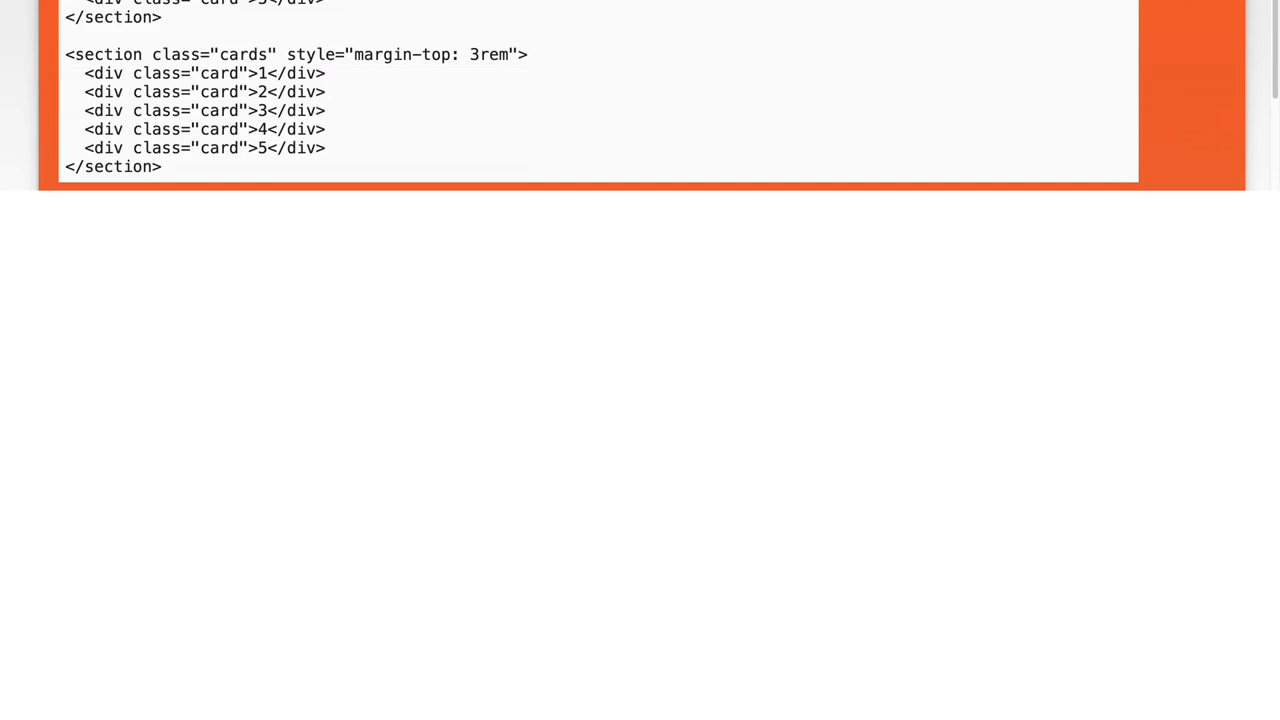 </section>
<section class="cards" style="margin-top: 3rem">
<div class="card">1</div>
<div class="card">2</div>
<div class="card">3</div>
<div class="card">4</div>
<div class="card">5</div>
</section>